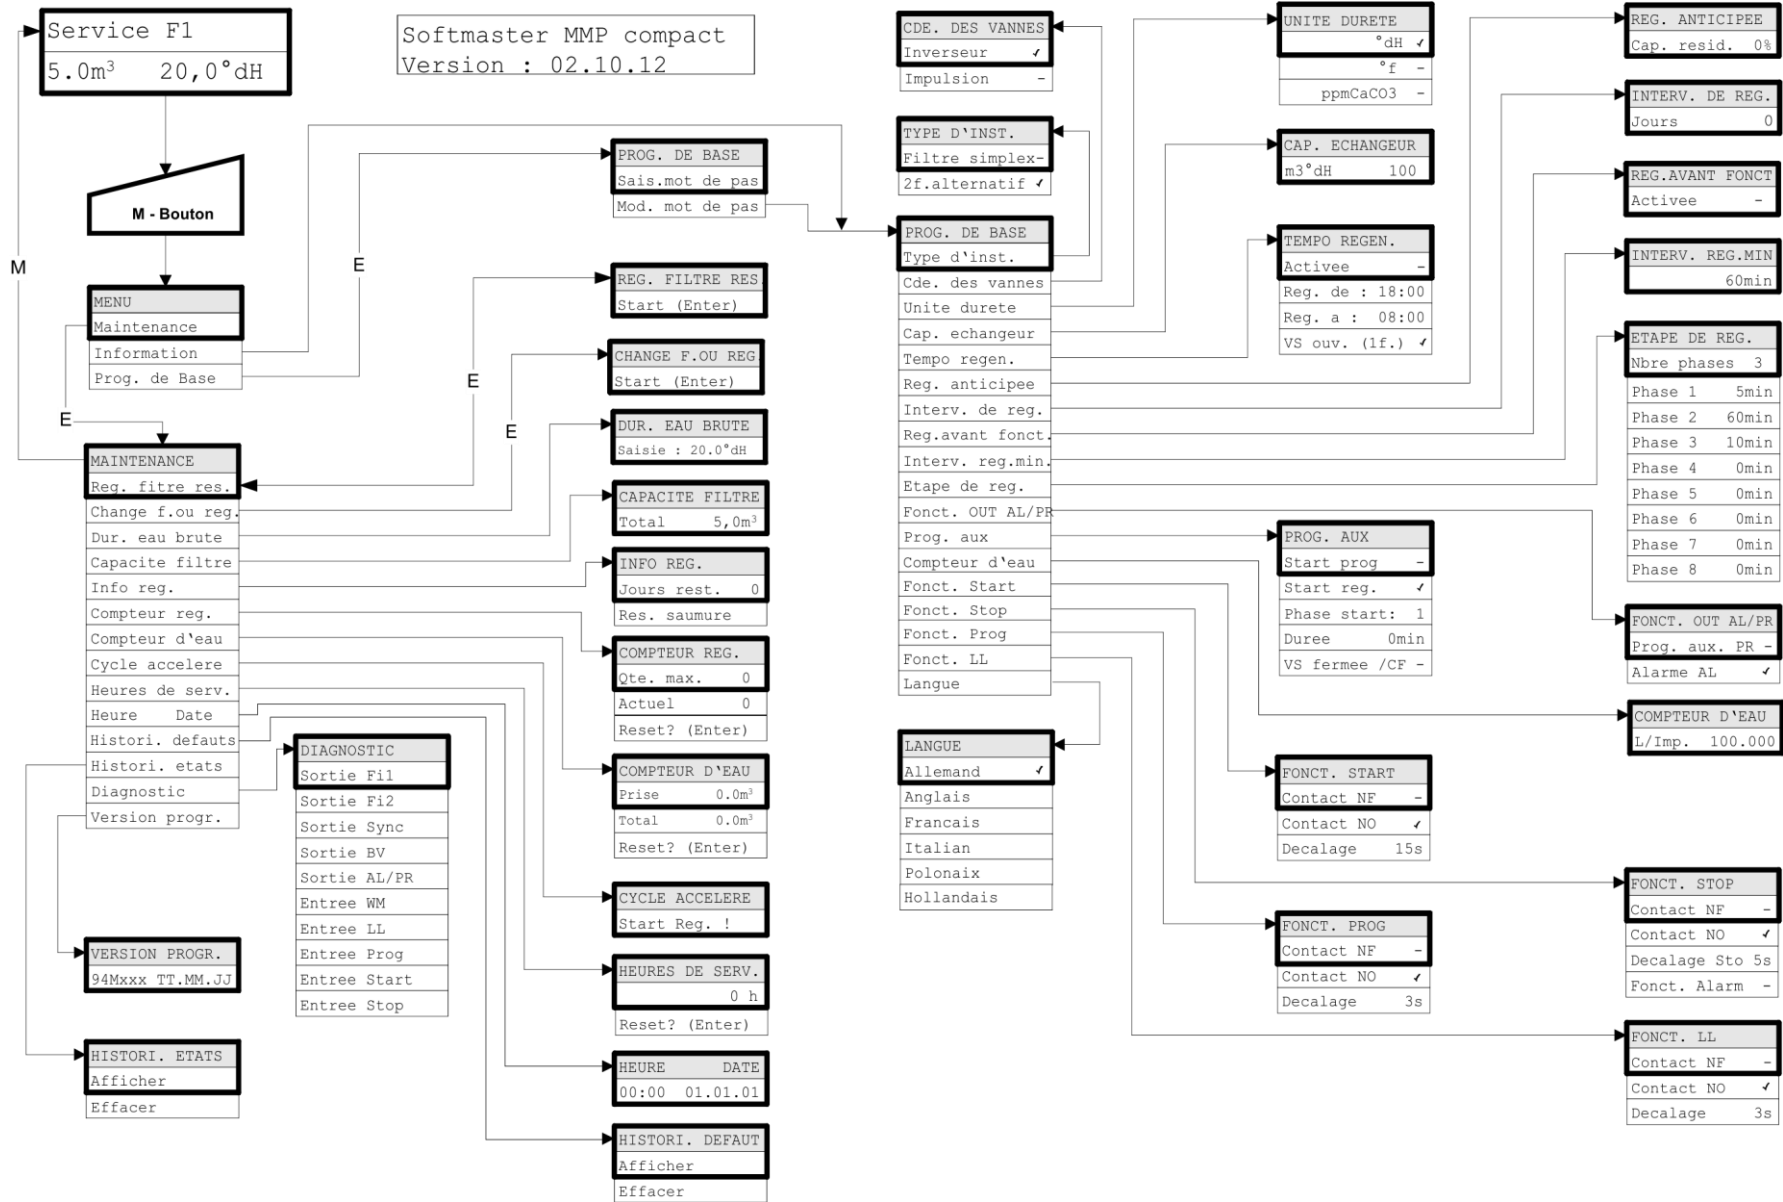 Service F1
5.0m³ 20,0°dH
Softmaster MMP compact
Version : 02.10.12
M - Bouton
M
E
E
E
E
MENU
Maintenance
Information
Prog. de Base
MAINTENANCE
Reg. fitre res.
Change f.ou reg.
Dur. eau brute
Capacite filtre
Info reg.
Compteur reg.
Compteur d'eau
Cycle accelere
Heures de serv.
Heure Date
Histori. defauts
Histori. etats
Diagnostic
Version progr.
VERSION PROGR.
94Mxxx TT.MM.JJ
HISTORI. ETATS
Afficher
Effacer
DIAGNOSTIC
Sortie Fi1
Sortie Fi2
Sortie Sync
Sortie BV
Sortie AL/PR
Entree WM
Entree LL
Entree Prog
Entree Start
Entree Stop
PROG. DE BASE
Sais.mot de pas
Mod. mot de pas
REG. FILTRE RES.
Start (Enter)
CHANGE F.OU REG.
Start (Enter)
DUR. EAU BRUTE
Saisie : 20.0°dH
CAPACITE FILTRE
Total 5,0m³
INFO REG.
Jours rest. 0
Res. saumure
COMPTEUR REG.
Qte. max. 0
Actuel 0
Reset? (Enter)
COMPTEUR D'EAU
Prise 0.0m³
Total 0.0m³
Reset? (Enter)
CYCLE ACCELERE
Start Reg. !
HEURES DE SERV.
0 h
Reset? (Enter)
HEURE DATE
00:00 01.01.01
HISTORI. DEFAUT
Afficher
Effacer
CDE. DES VANNES
Inverseur ✓
Impulsion -
TYPE D'INST.
Filtre simplex-
2f.alternatif ✓
PROG. DE BASE
Type d'inst.
Cde. des vannes
Unite durete
Cap. echangeur
Tempo regen.
Reg. anticipee
Interv. de reg.
Reg.avant fonct.
Interv. reg.min.
Etape de reg.
Fonct. OUT AL/PR
Prog. aux
Compteur d'eau
Fonct. Start
Fonct. Stop
Fonct. Prog
Fonct. LL
Langue
LANGUE
Allemand ✓
Anglais
Francais
Italian
Polonaix
Hollandais
UNITE DURETE
°dH ✓
°f -
ppmCaCO3 -
CAP. ECHANGEUR
m3°dH 100
TEMPO REGEN.
Activee -
Reg. de : 18:00
Reg. a : 08:00
VS ouv. (1f.) ✓
PROG. AUX
Start prog -
Start reg. ✓
Phase start: 1
Duree 0min
VS fermee /CF -
FONCT. START
Contact NF -
Contact NO ✓
Decalage 15s
FONCT. PROG
Contact NF -
Contact NO ✓
Decalage 3s
REG. ANTICIPEE
Cap. resid. 0%
INTERV. DE REG.
Jours 0
REG.AVANT FONCT
Activee -
INTERV. REG.MIN
60min
ETAPE DE REG.
Nbre phases 3
Phase 1 5min
Phase 2 60min
Phase 3 10min
Phase 4 0min
Phase 5 0min
Phase 6 0min
Phase 7 0min
Phase 8 0min
FONCT. OUT AL/PR
Prog. aux. PR -
Alarme AL ✓
COMPTEUR D'EAU
L/Imp. 100.000
FONCT. STOP
Contact NF -
Contact NO ✓
Decalage Sto 5s
Fonct. Alarm -
FONCT. LL
Contact NF -
Contact NO ✓
Decalage 3s